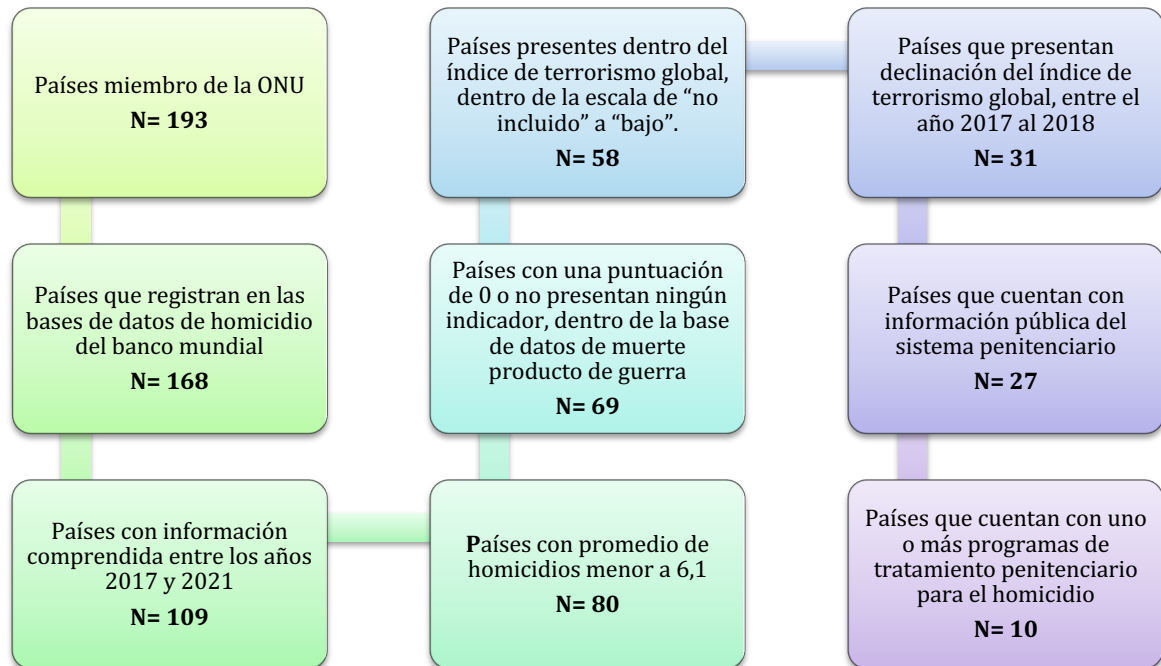 Países miembro de la ONU
N= 193
Países que registran en las
bases de datos de homicidio
del banco mundial
N= 168
Países con información
comprendida entre los años
2017 y 2021
N= 109
Países con promedio de
homicidios menor a 6,1
N= 80
Países con una puntuación
de 0 o no presentan ningún
indicador, dentro de la base
de datos de muerte
producto de guerra
N= 69
Países presentes dentro del
índice de terrorismo global,
dentro de la escala de “no
incluido” a “bajo”.
N= 58
Países que presentan
declinación del índice de
terrorismo global, entre el
año 2017 al 2018
N= 31
Países que cuentan con
información pública del
sistema penitenciario
N= 27
Países que cuentan con uno
o más programas de
tratamiento penitenciario
para el homicidio
N= 10